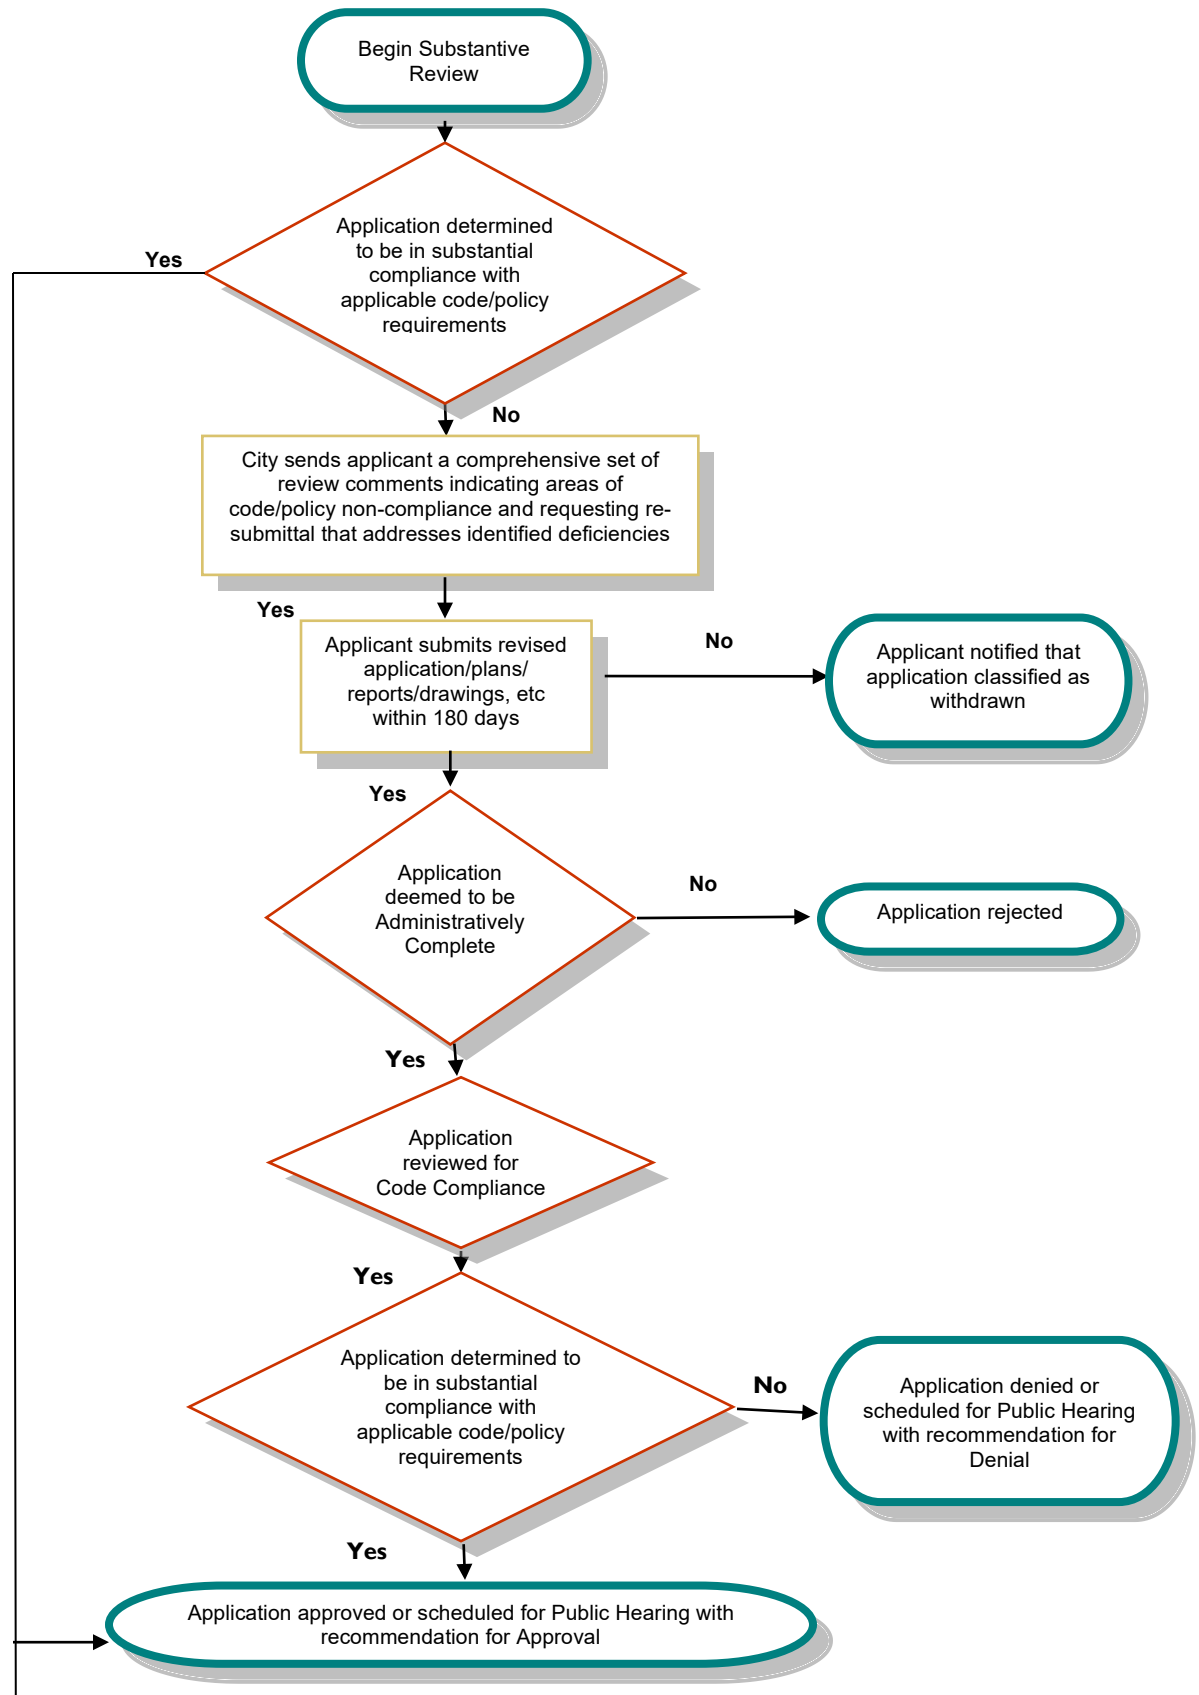 Begin Substantive
Review
Application determined
to be in substantial
compliance with
applicable code/policy
requirements
Yes
No
City sends applicant a comprehensive set of
review comments indicating areas of
code/policy non-compliance and requesting re-
submittal that addresses identified deficiencies
Yes
Applicant submits revised
application/plans/
reports/drawings, etc
within 180 days
No
Applicant notified that
application classified as
withdrawn
Yes
Application
deemed to be
Administratively
Complete
No
Application rejected
Yes
Application
reviewed for
Code Compliance
Yes
Application determined to
be in substantial
compliance with
applicable code/policy
requirements
No
Application denied or
scheduled for Public Hearing
with recommendation for
Denial
Yes
Application approved or scheduled for Public Hearing with
recommendation for Approval